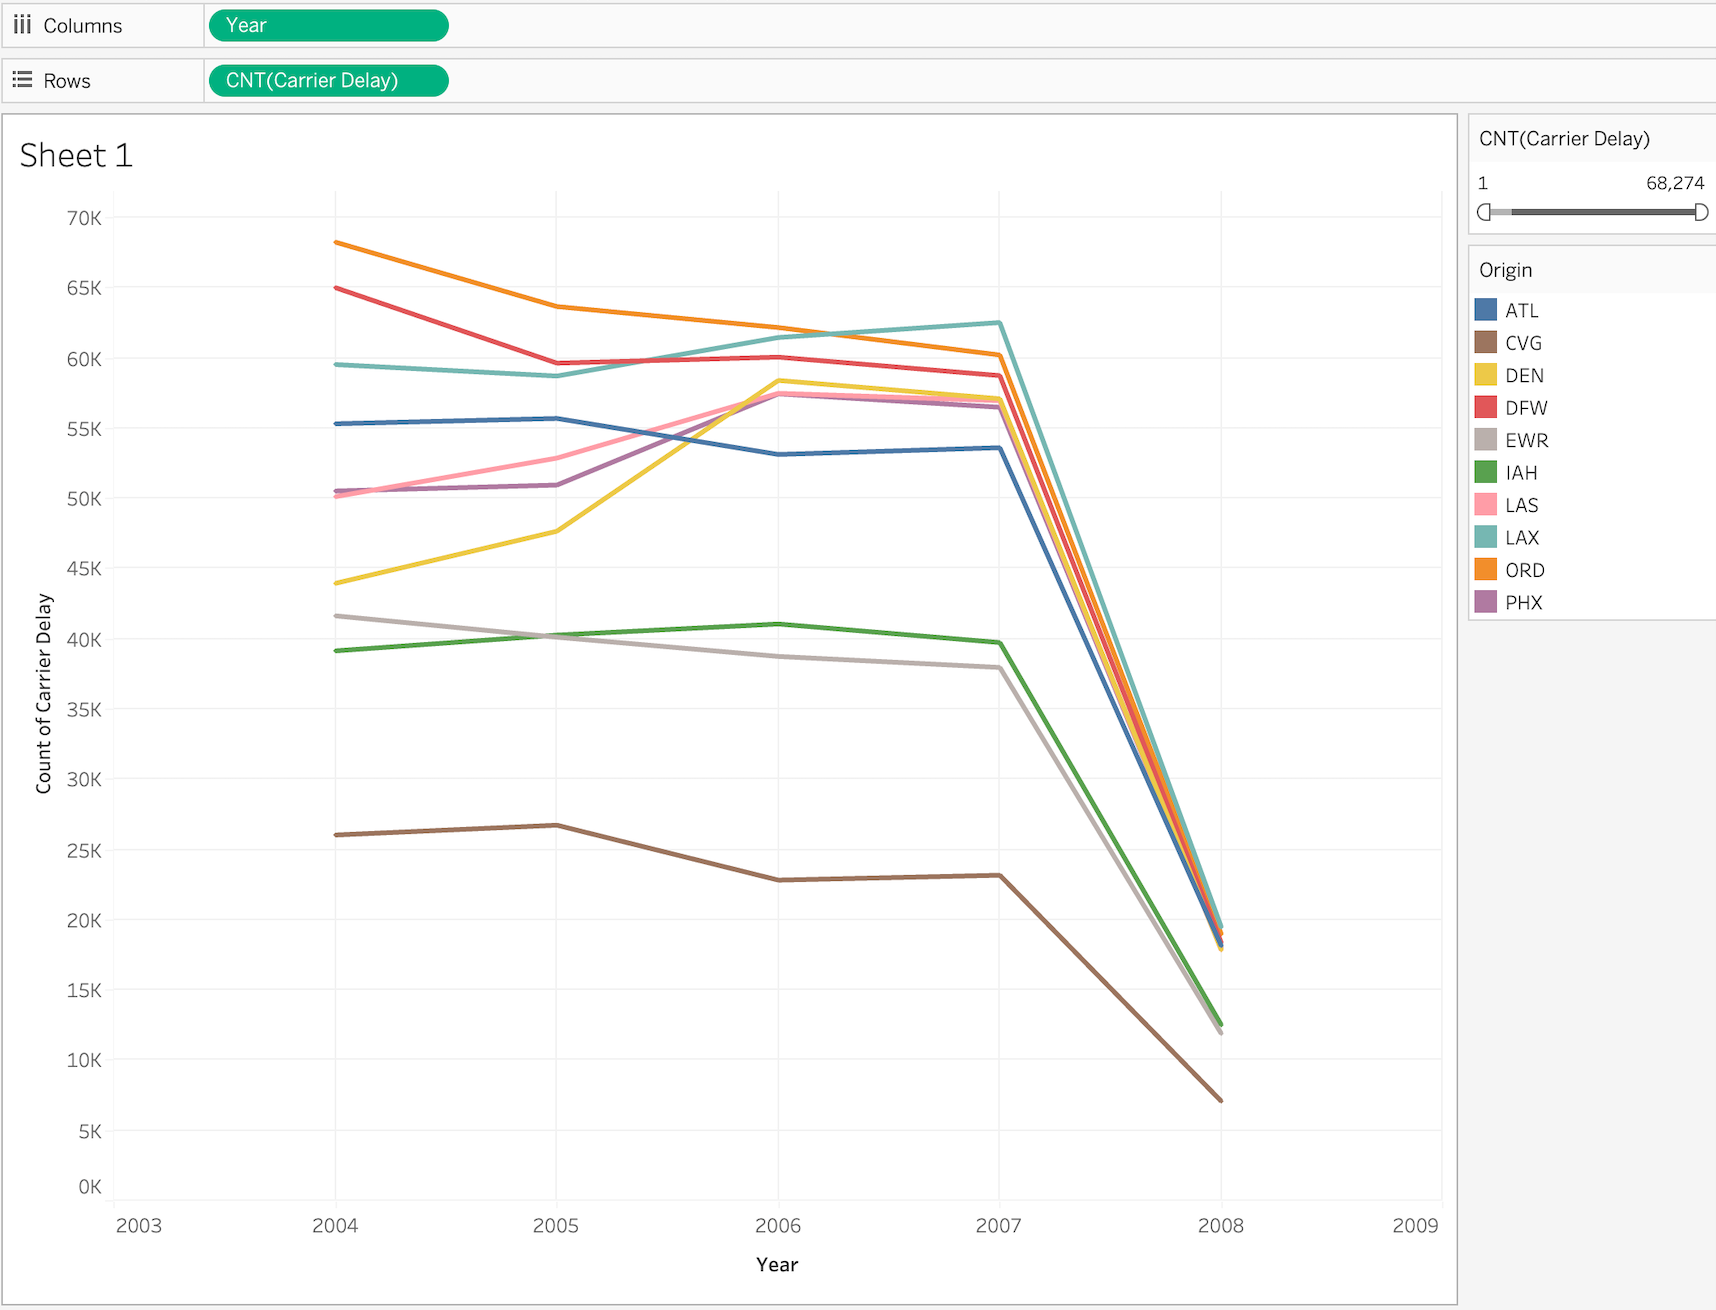 Columns
Year
Rows
CNT(Carrier Delay)
Sheet 1
CNT(Carrier Delay)
1
68,274
Origin
ATL
CVG
DEN
DFW
EWR
IAH
LAS
LAX
ORD
PHX
Count of Carrier Delay
70K
65K
60K
55K
50K
45K
40K
35K
30K
25K
20K
15K
10K
5K
0K
2003 2004 2005 2006 2007 2008 2009
Year